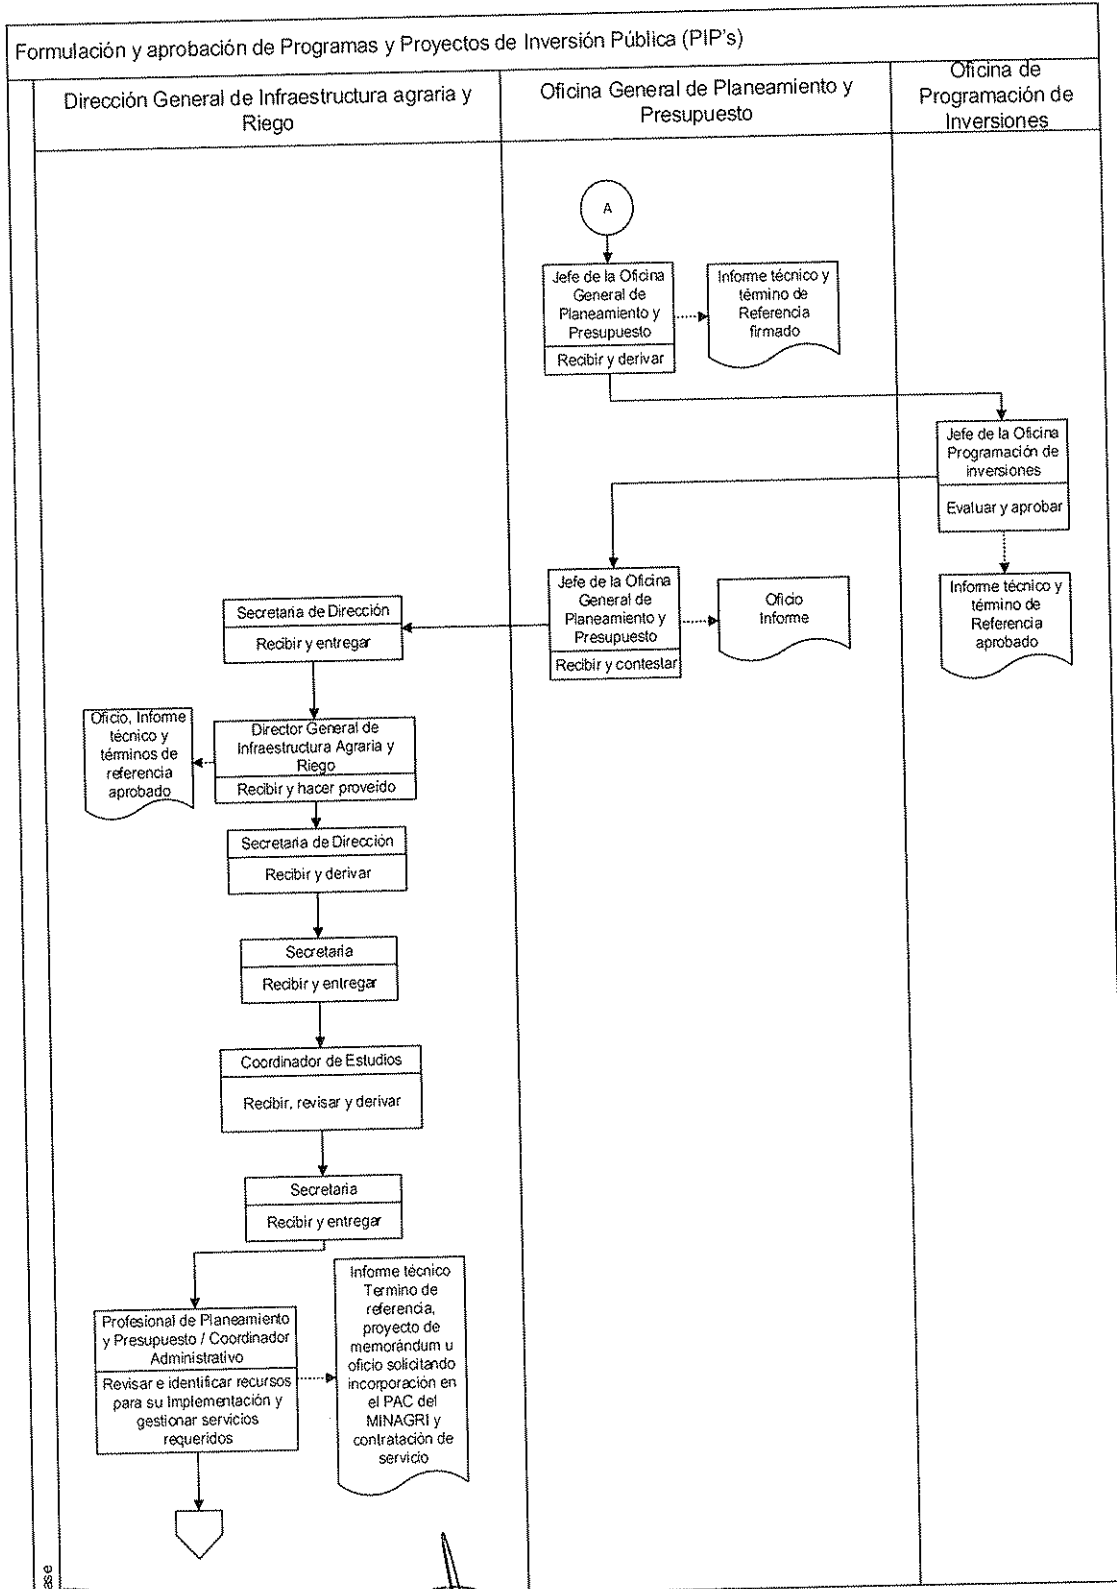 Formulación y aprobación de Programas y Proyectos de Inversión Pública (PIP's)
Dirección General de Infraestructura agraria y
Riego
Oficina General de Planeamiento y
Presupuesto
Oficina de
Programación de
Inversiones
A
Jefe de la Oficina
General de
Planeamiento y
Presupuesto
Recibir y derivar
Informe técnico y
término de
Referencia
firmado
Jefe de la Oficina
Programación de
inversiones
Evaluar y aprobar
Informe técnico y
término de
Referencia
aprobado
Jefe de la Oficina
General de
Planeamiento y
Presupuesto
Recibir y contestar
Oficio
Informe
Secretaria de Dirección
Recibir y entregar
Director General de
Infraestructura Agraria y
Riego
Recibir y hacer proveido
Oficio, Informe
técnico y
términos de
referencia
aprobado
Secretaria de Dirección
Recibir y derivar
Secretaria
Recibir y entregar
Coordinador de Estudios
Recibir, revisar y derivar
Secretaria
Recibir y entregar
Profesional de Planeamiento
y Presupuesto / Coordinador
Administrativo
Revisar e identificar recursos
para su Implementación y
gestionar servicios
requeridos
Informe técnico
Termino de
referencia,
proyecto de
memorándum u
oficio solicitando
incorporación en
el PAC del
MINAGRI y
contratación de
servicio
ase